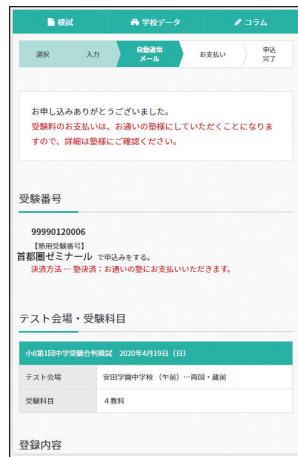 模試
学校データ
コラム
選択
入力
自動返信
メール
お支払い
申込
完了
お申し込みありがとうございました。
受験料のお支払いは、お通いの塾様にしていただくことになりま
すので、詳細は塾様にご確認ください。
受験番号
99990120006
【塾用受験番号】
首都圏ゼミナール で申込みをする。
決済方法 … 塾決済：お通いの塾にお支払いいただきます。
テスト会場・受験科目
小6第1回中学受験合判模試 2020年4月19日（日）
テスト会場
安田学園中学校 （午前）…両国・蔵前
受験科目
４教科
登録内容